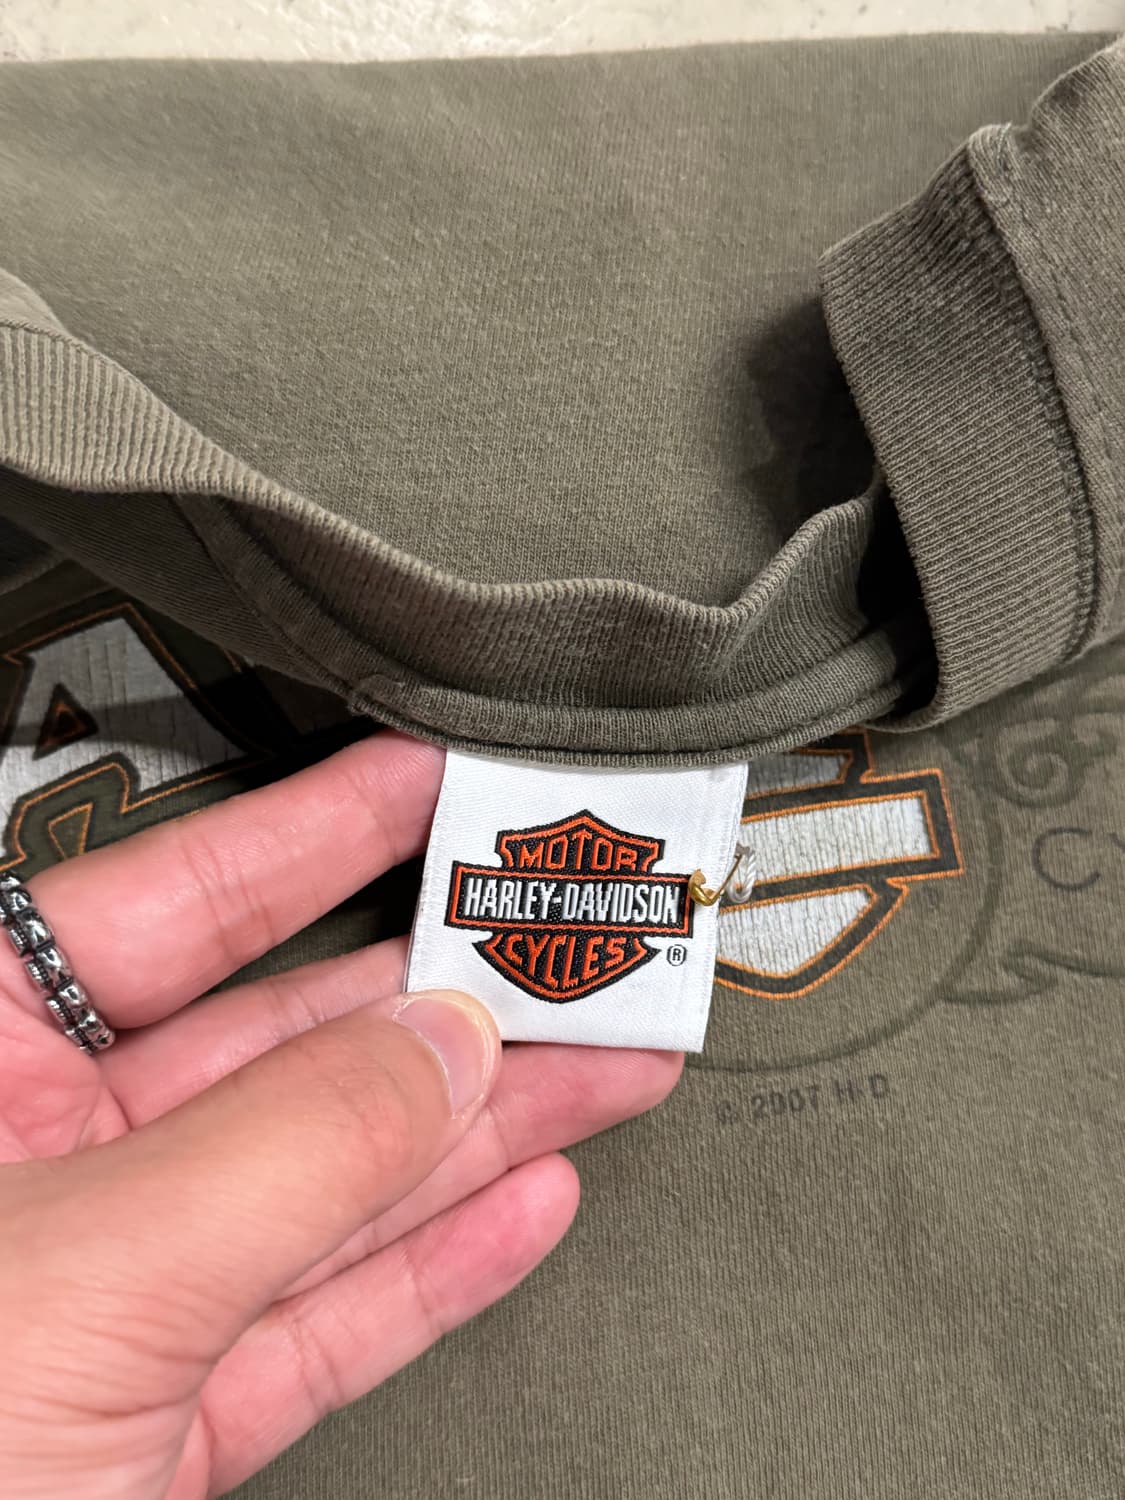 MOTOR
HARLEY-DAVIDSON
CYCLES
®
© 2007 H-D
CY